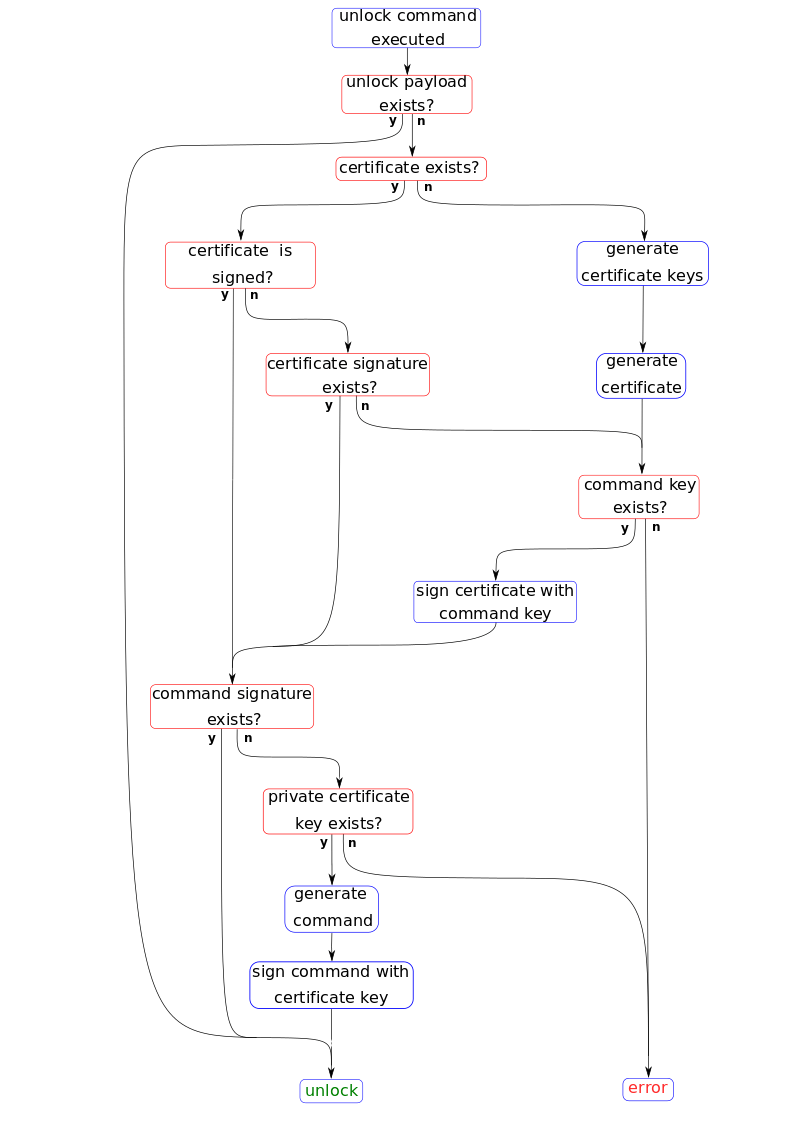 unlock command
executed
unlock payload
exists?
y n
certificate exists?
y n
certificate is
signed?
y n
generate
certificate keys
certificate signature
exists?
y n
generate
certificate
command key
exists?
y n
sign certificate with
command key
command signature
exists?
y n
private certificate
key exists?
y n
generate
command
sign command with
certificate key
unlock
error